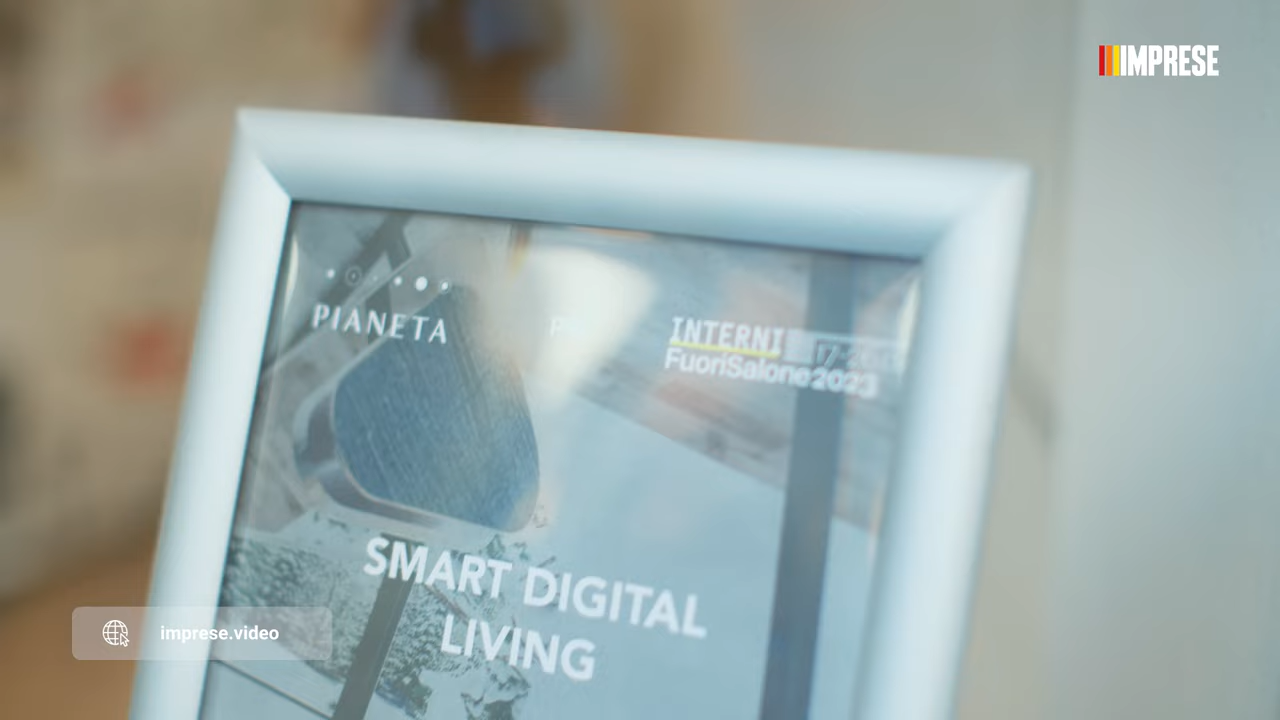 IMPRESE
PIANETA
INTERNI
FuoriSalone2023
SMART DIGITAL
LIVING
imprese.video